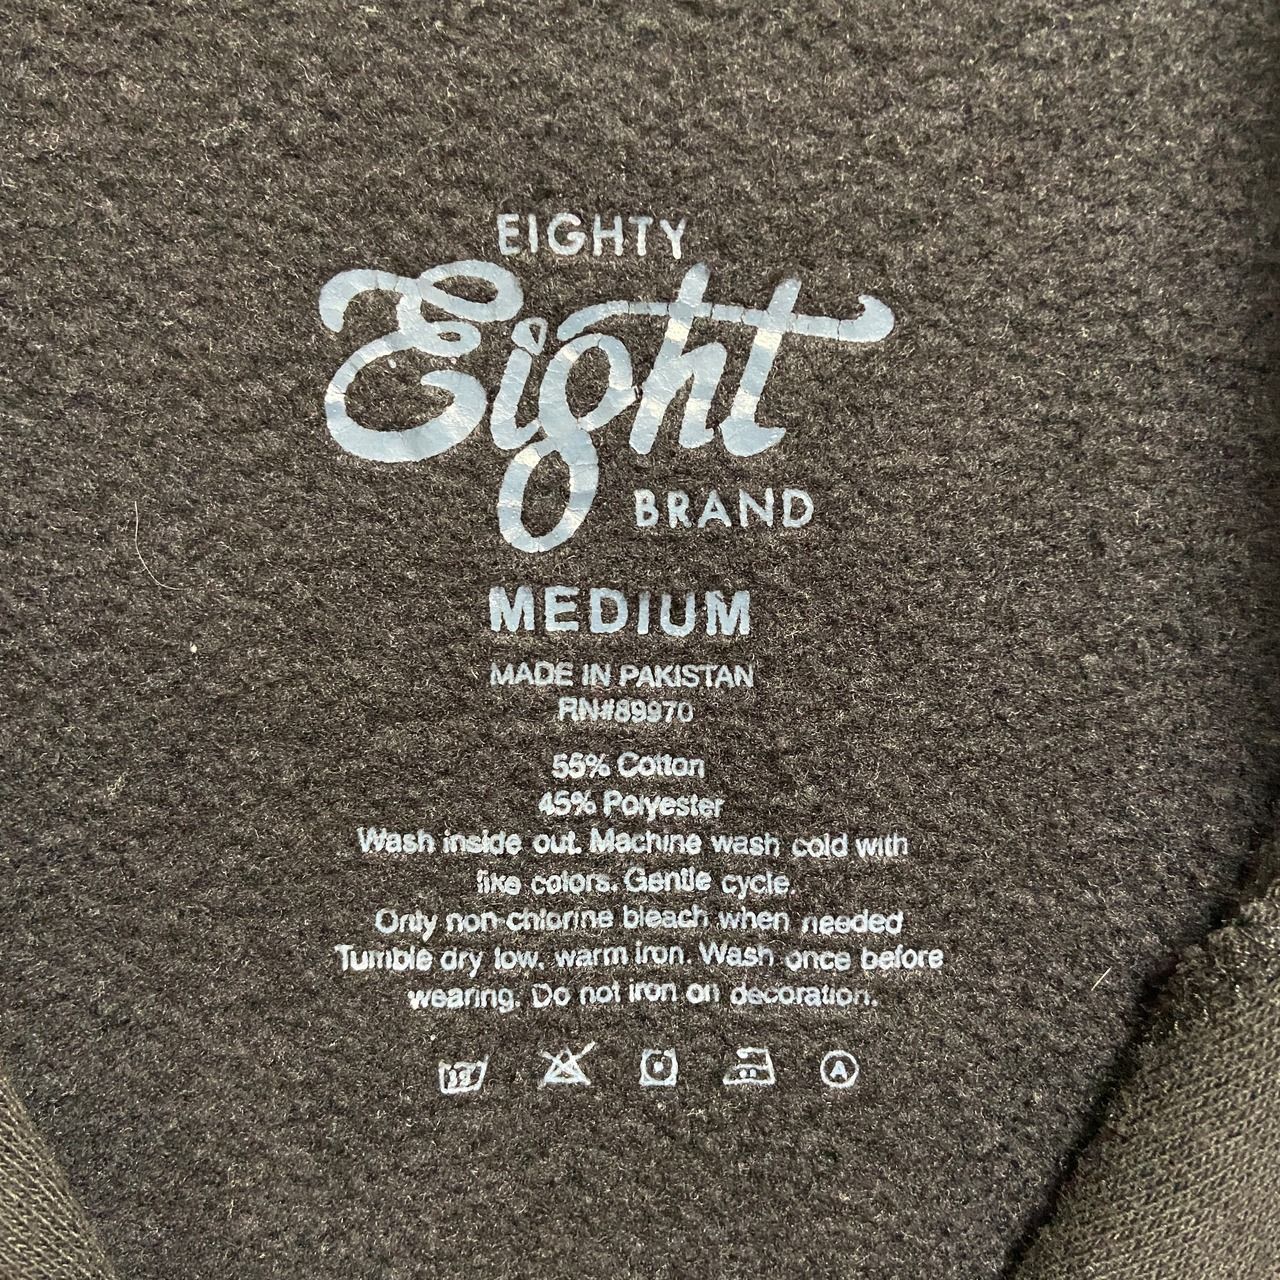 EIGHTY
Eight
BRAND
MEDIUM
MADE IN PAKISTAN
RN#89970
55% Cotton
45% Polyester
Wash inside out. Machine wash cold with
like colors. Gentle cycle.
Only non-chlorine bleach when needed
Tumble dry low, warm iron. Wash once before
wearing. Do not iron on decoration.
A